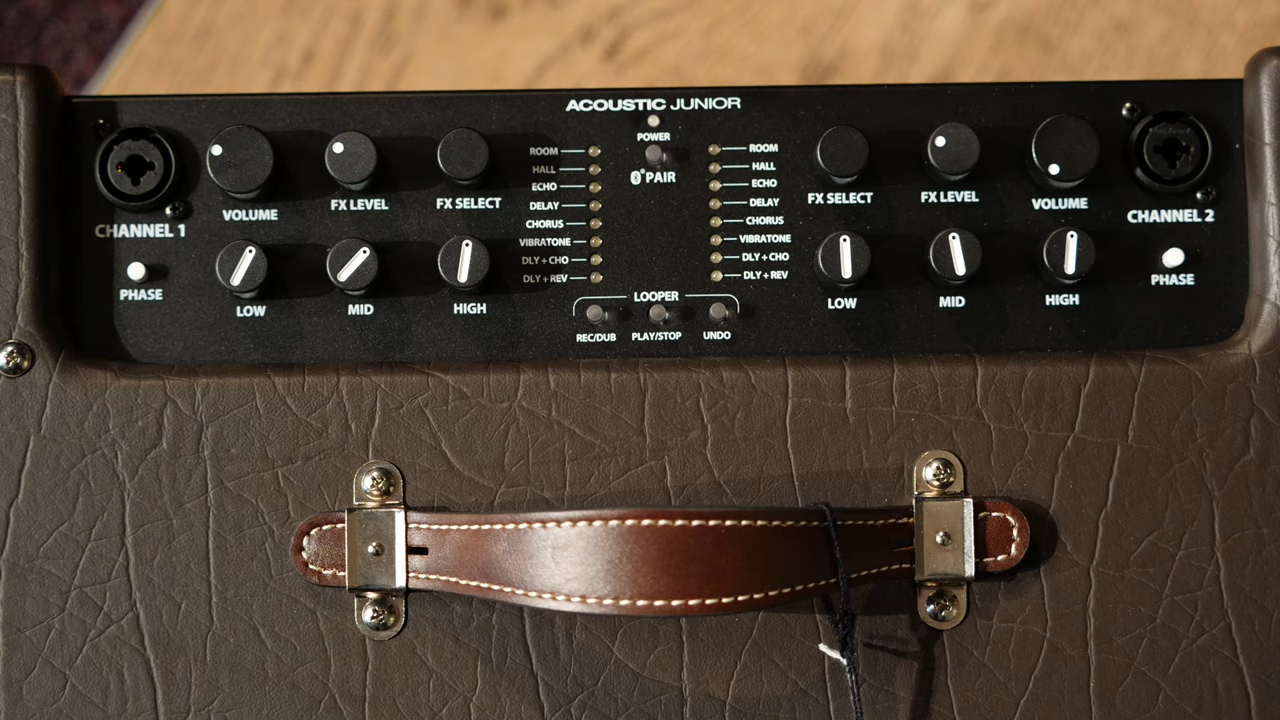 ACOUSTIC JUNIOR
POWER
PAIR
CHANNEL 1
PHASE
VOLUME
FX LEVEL
FX SELECT
LOW
MID
HIGH
ROOM
HALL
ECHO
DELAY
CHORUS
VIBRATONE
DLY + CHO
DLY + REV
ROOM
HALL
ECHO
DELAY
CHORUS
VIBRATONE
DLY + CHO
DLY + REV
LOOPER
REC/DUB
PLAY/STOP
UNDO
FX SELECT
FX LEVEL
VOLUME
LOW
MID
HIGH
CHANNEL 2
PHASE